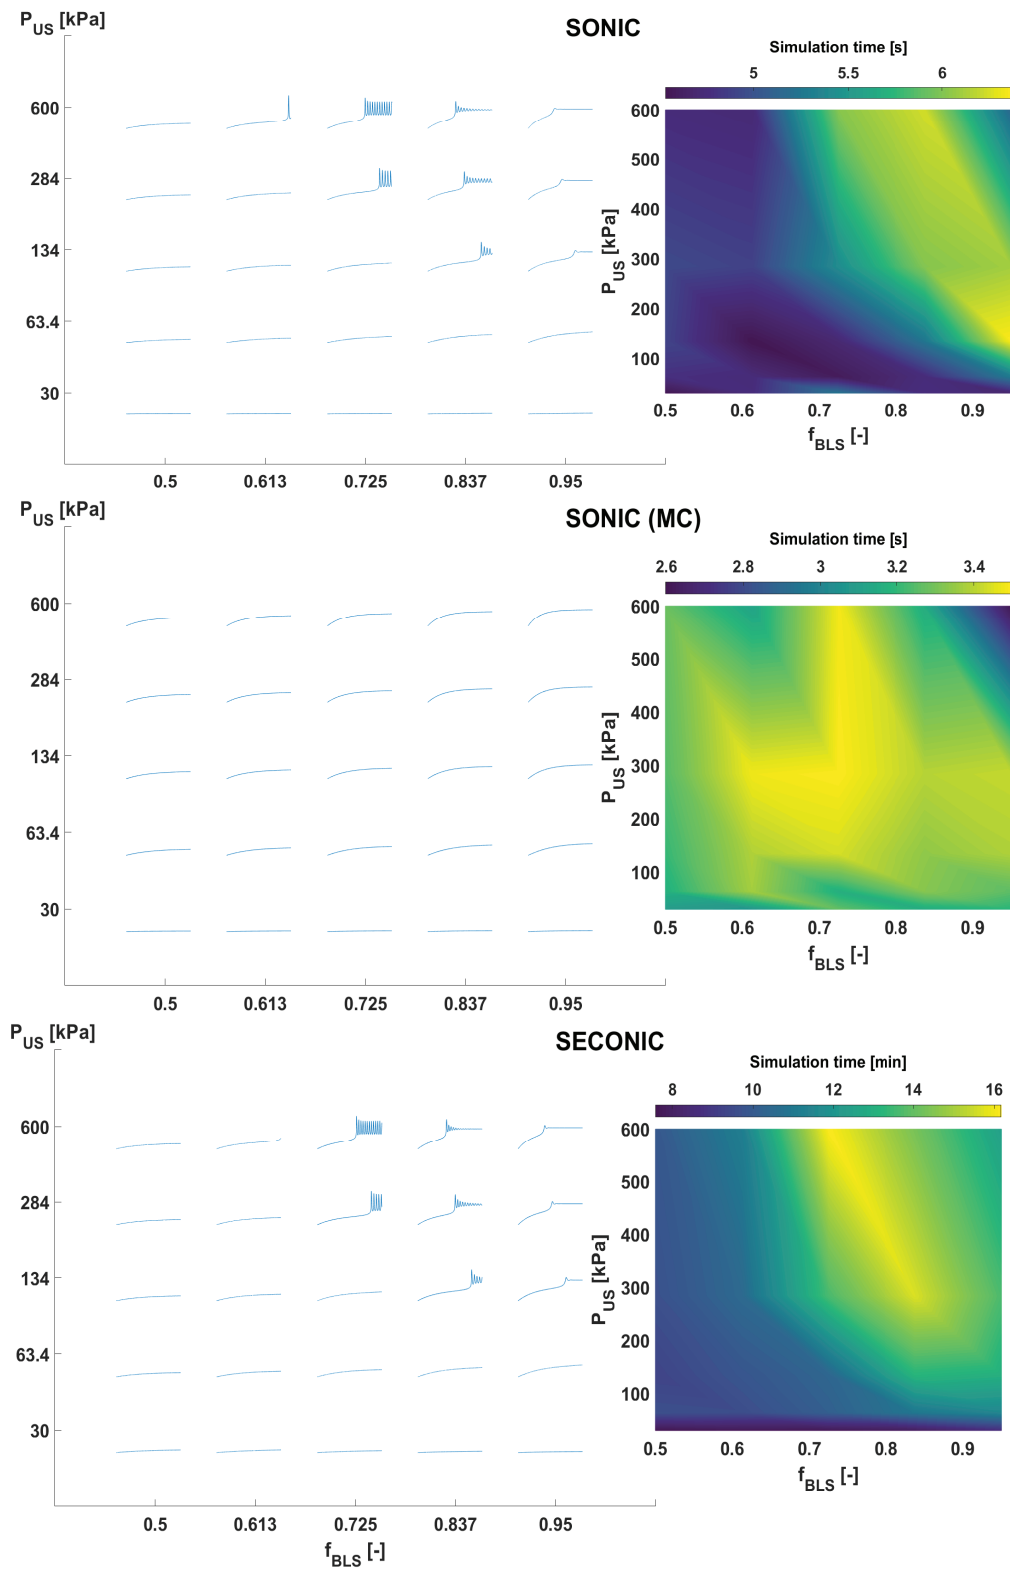 P_US [kPa]
SONIC
600
284
134
63.4
30
0.5 0.613 0.725 0.837 0.95
Simulation time [s]
5 5.5 6
600
500
400
300
200
100
P_US [kPa]
0.5 0.6 0.7 0.8 0.9
f_BLS [-]
P_US [kPa]
SONIC (MC)
600
284
134
63.4
30
0.5 0.613 0.725 0.837 0.95
Simulation time [s]
2.6 2.8 3 3.2 3.4
600
500
400
300
200
100
P_US [kPa]
0.5 0.6 0.7 0.8 0.9
f_BLS [-]
P_US [kPa]
SECONIC
600
284
134
63.4
30
0.5 0.613 0.725 0.837 0.95
f_BLS [-]
Simulation time [min]
8 10 12 14 16
600
500
400
300
200
100
P_US [kPa]
0.5 0.6 0.7 0.8 0.9
f_BLS [-]